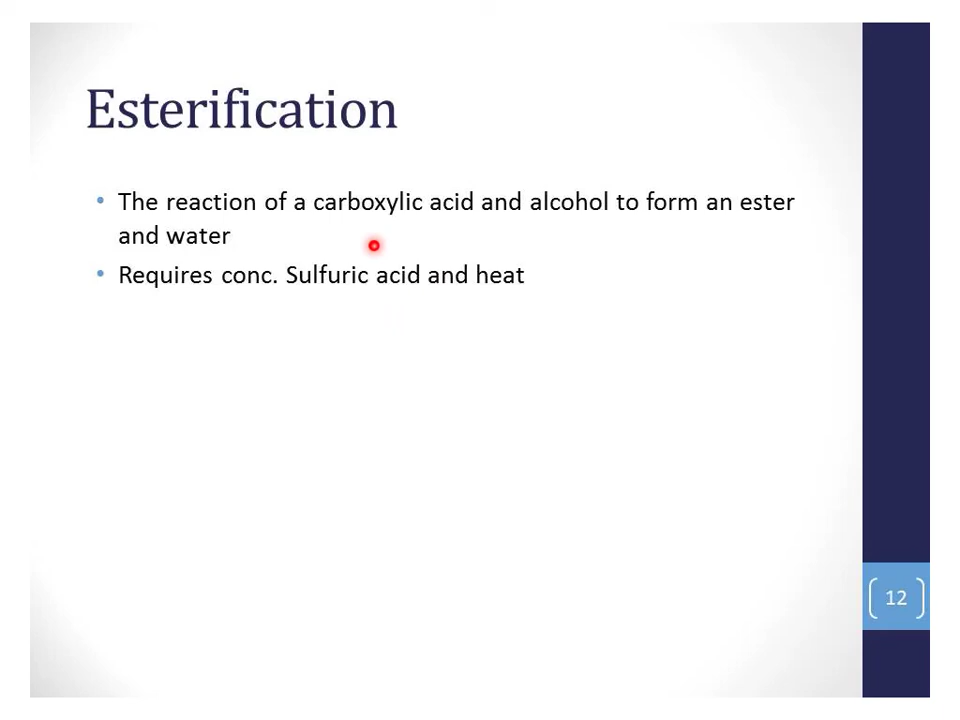 Esterification
• The reaction of a carboxylic acid and alcohol to form an ester
and water
• Requires conc. Sulfuric acid and heat
12